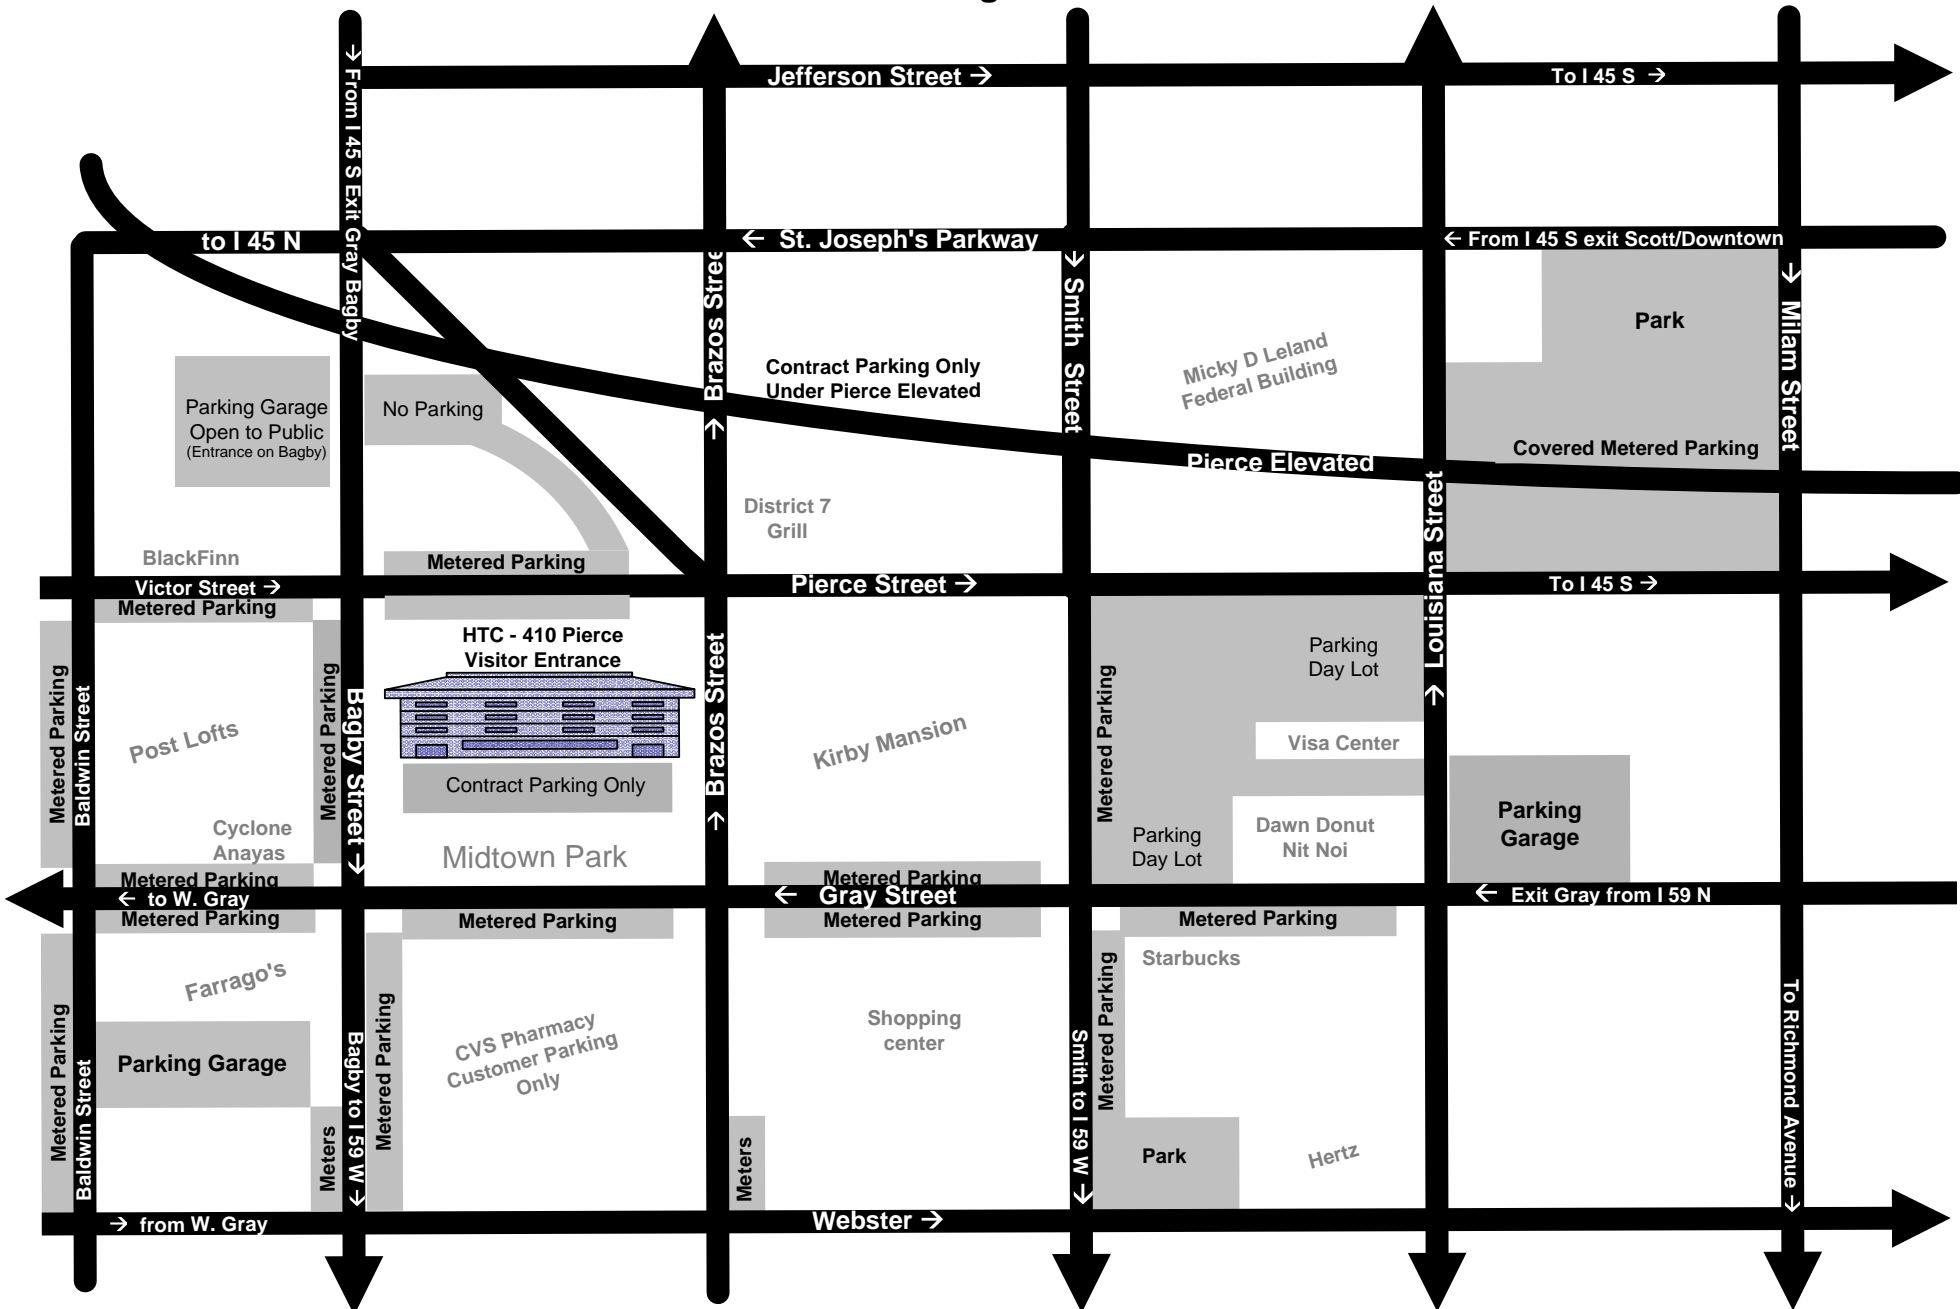 Jefferson Street →
To I 45 S →
↓ From I 45 S Exit Gray Bagby
to I 45 N
← St. Joseph's Parkway
← From I 45 S exit Scott/Downtown
Brazos Stree
→
→ Smith Street
→ Milam Street
Park
Micky D Leland
Federal Building
Contract Parking Only
Under Pierce Elevated
Parking Garage
Open to Public
(Entrance on Bagby)
No Parking
Covered Metered Parking
Pierce Elevated
District 7
Grill
Louisiana Street
→
BlackFinn
Metered Parking
Victor Street →
Pierce Street →
To I 45 S →
Metered Parking
HTC - 410 Pierce
Visitor Entrance
Metered Parking
Baldwin Street
Post Lofts
Metered Parking
Bagby Street →
→ Brazos Street
Kirby Mansion
Metered Parking
Parking
Day Lot
Visa Center
Contract Parking Only
Cyclone
Anayas
Midtown Park
Parking
Day Lot
Dawn Donut
Nit Noi
Parking
Garage
Metered Parking
Metered Parking
← to W. Gray
← Gray Street
← Exit Gray from I 59 N
Metered Parking
Metered Parking
Metered Parking
Metered Parking
Farrago's
Starbucks
Metered Parking
Baldwin Street
Parking Garage
Bagby to I 59 W →
Metered Parking
CVS Pharmacy
Customer Parking
Only
Shopping
center
Smith to I 59 W →
Metered Parking
To Richmond Avenue →
Meters
Meters
Park
Hertz
→ from W. Gray
Webster →